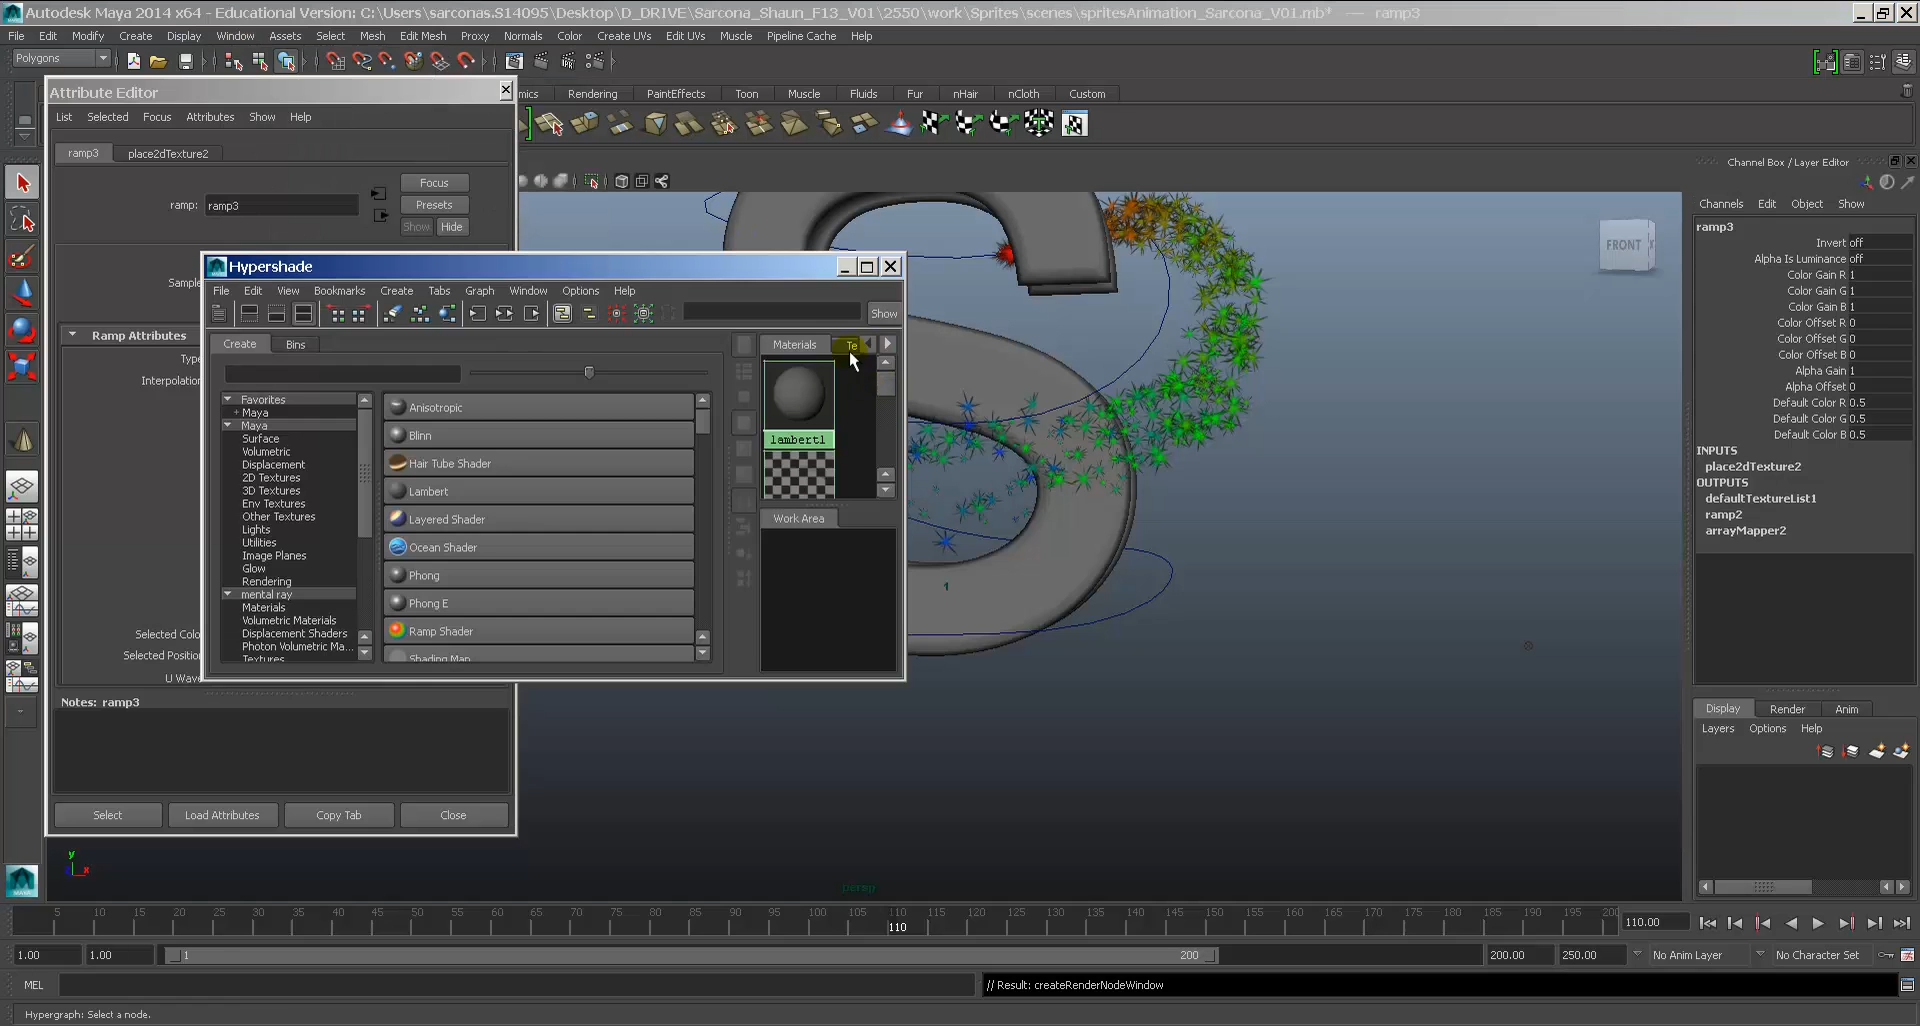 Autodesk Maya 2014 x64 - Educational Version: C:\Users\sarconas.S14095\Desktop\D_DRIVE\Sarcona_Shaun_F13_V01\2550\work\Sprites\scenes\spritesAnimation_Sarcona_V01.mb* --- ramp3
File Edit Modify Create Display Window Assets Select Mesh Edit Mesh Proxy Normals Color Create UVs Edit UVs Muscle Pipeline Cache Help
Polygons
Attribute Editor
mics Rendering PaintEffects Toon Muscle Fluids Fur nHair nCloth Custom
List Selected Focus Attributes Show Help
ramp3 place2dTexture2
Channel Box / Layer Editor
Focus
ramp: ramp3
Presets
Show Hide
Channels Edit Object Show
FRONT
ramp3
Invert off
Alpha Is Luminance off
Color Gain R 1
Color Gain G 1
Color Gain B 1
Color Offset R 0
Color Offset G 0
Color Offset B 0
Alpha Gain 1
Alpha Offset 0
Default Color R 0.5
Default Color G 0.5
Default Color B 0.5
INPUTS
place2dTexture2
OUTPUTS
defaultTextureList1
ramp2
arrayMapper2
Sample
Ramp Attributes
Type
Interpolation
Selected Colo
Selected Position
U Wave
Hypershade
File Edit View Bookmarks Create Tabs Graph Window Options Help
Show
Create Bins
Materials Te
Favorites
+ Maya
Maya
Surface
Volumetric
Displacement
2D Textures
3D Textures
Env Textures
Other Textures
Lights
Utilities
Image Planes
Glow
Rendering
mental ray
Materials
Volumetric Materials
Displacement Shaders
Photon Volumetric Ma...
Textures
Anisotropic
Blinn
Hair Tube Shader
Lambert
Layered Shader
Ocean Shader
Phong
Phong E
Ramp Shader
Shading Map
lambert1
Work Area
1
Notes: ramp3
Select Load Attributes Copy Tab Close
Display Render Anim
Layers Options Help
y
x
persp
5 10 15 20 25 30 35 40 45 50 55 60 65 70 75 80 85 90 95 100 105 110 115 120 125 130 135 140 145 150 155 160 165 170 175 180 185 190 195 200
110
110.00
1.00 1.00 1 200 200.00 250.00 No Anim Layer No Character Set
MEL // Result: createRenderNodeWindow
Hypergraph: Select a node.